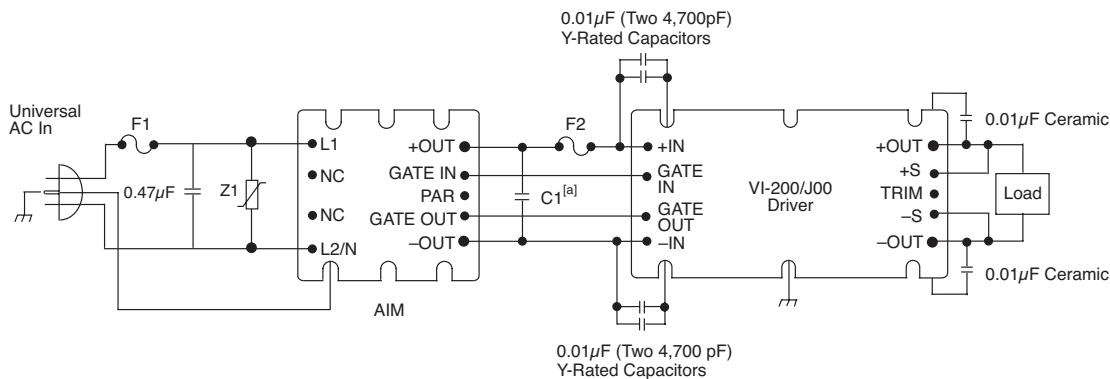 0.01µF (Two 4,700pF)
Y-Rated Capacitors
Universal
AC In
F1
0.47µF
Z1
L1
NC
NC
L2/N
+OUT
GATE IN
PAR
GATE OUT
–OUT
AIM
F2
C1[a]
+IN
GATE
IN
GATE
OUT
–IN
VI-200/J00
Driver
+OUT
+S
TRIM
–S
–OUT
0.01µF Ceramic
Load
0.01µF Ceramic
0.01µF (Two 4,700 pF)
Y-Rated Capacitors